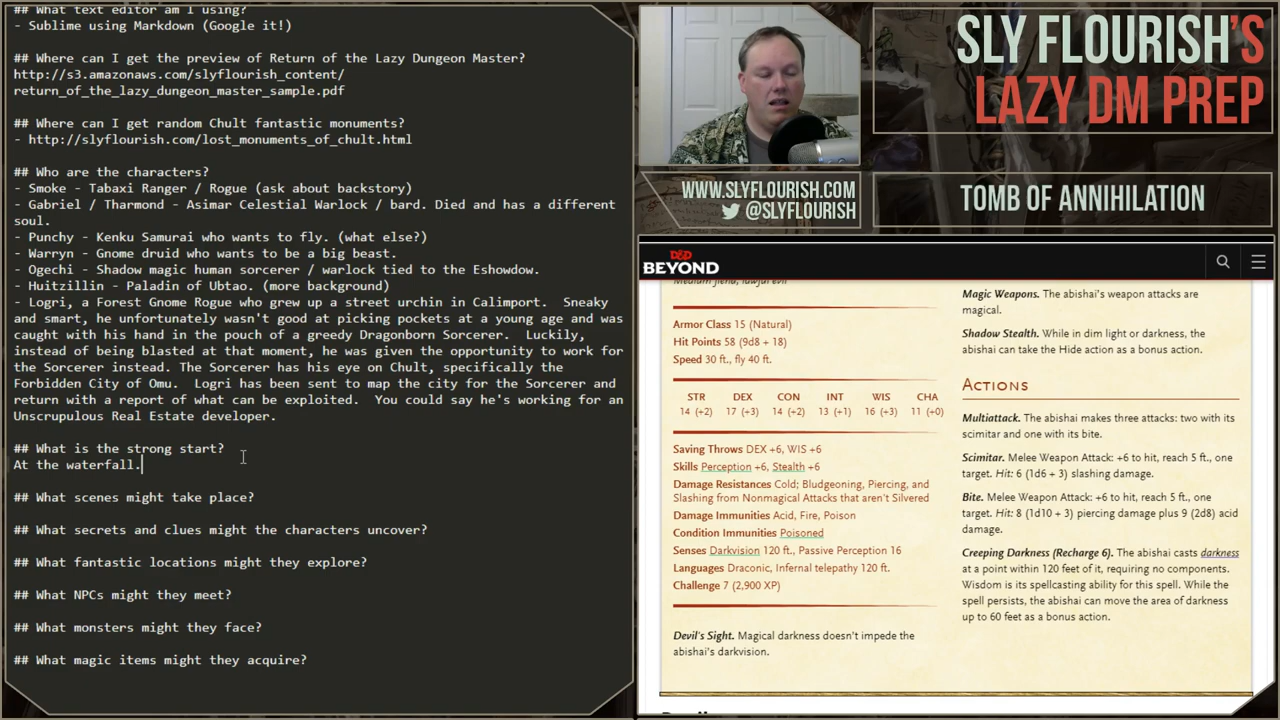 ## What text editor am I using?
- Sublime using Markdown (Google it!)
## Where can I get the preview of Return of the Lazy Dungeon Master?
http://s3.amazonaws.com/slyflourish_content/
return_of_the_lazy_dungeon_master_sample.pdf
## Where can I get random Chult fantastic monuments?
- http://slyflourish.com/lost_monuments_of_chult.html
## Who are the characters?
- Smoke - Tabaxi Ranger / Rogue (ask about backstory)
- Gabriel / Tharmond - Asimar Celestial Warlock / bard. Died and has a different
soul.
- Punchy - Kenku Samurai who wants to fly. (what else?)
- Warryn - Gnome druid who wants to be a big beast.
- Ogechi - Shadow magic human sorcerer / warlock tied to the Eshowdow.
- Huitzillin - Paladin of Ubtao. (more background)
- Logri, a Forest Gnome Rogue who grew up a street urchin in Calimport.  Sneaky
and smart, he unfortunately wasn't good at picking pockets at a young age and was
caught with his hand in the pouch of a greedy Dragonborn Sorcerer.  Luckily,
instead of being blasted at that moment, he was given the opportunity to work for
the Sorcerer instead. The Sorcerer has his eye on Chult, specifically the
Forbidden City of Omu.  Logri has been sent to map the city for the Sorcerer and
return with a report of what can be exploited.  You could say he's working for an
Unscrupulous Real Estate developer.
## What is the strong start?
At the waterfall.
## What scenes might take place?
## What secrets and clues might the characters uncover?
## What fantastic locations might they explore?
## What NPCs might they meet?
## What monsters might they face?
## What magic items might they acquire?
SLY FLOURISH'S
LAZY DM PREP
WWW.SLYFLOURISH.COM
@SLYFLOURISH
TOMB OF ANNIHILATION
D&D
BEYOND
Medium fiend, lawful evil
Armor Class 15 (Natural)
Hit Points 58 (9d8 + 18)
Speed 30 ft., fly 40 ft.
STR DEX CON INT WIS CHA
14 (+2) 17 (+3) 14 (+2) 13 (+1) 16 (+3) 11 (+0)
Saving Throws DEX +6, WIS +6
Skills Perception +6, Stealth +6
Damage Resistances Cold; Bludgeoning, Piercing, and
Slashing from Nonmagical Attacks that aren't Silvered
Damage Immunities Acid, Fire, Poison
Condition Immunities Poisoned
Senses Darkvision 120 ft., Passive Perception 16
Languages Draconic, Infernal telepathy 120 ft.
Challenge 7 (2,900 XP)
Devil's Sight. Magical darkness doesn't impede the
abishai's darkvision.
Magic Weapons. The abishai's weapon attacks are
magical.
Shadow Stealth. While in dim light or darkness, the
abishai can take the Hide action as a bonus action.
ACTIONS
Multiattack. The abishai makes three attacks: two with its
scimitar and one with its bite.
Scimitar. Melee Weapon Attack: +6 to hit, reach 5 ft., one
target. Hit: 6 (1d6 + 3) slashing damage.
Bite. Melee Weapon Attack: +6 to hit, reach 5 ft., one
target. Hit: 8 (1d10 + 3) piercing damage plus 9 (2d8) acid
damage.
Creeping Darkness (Recharge 6). The abishai casts darkness
at a point within 120 feet of it, requiring no components.
Wisdom is its spellcasting ability for this spell. While the
spell persists, the abishai can move the area of darkness
up to 60 feet as a bonus action.